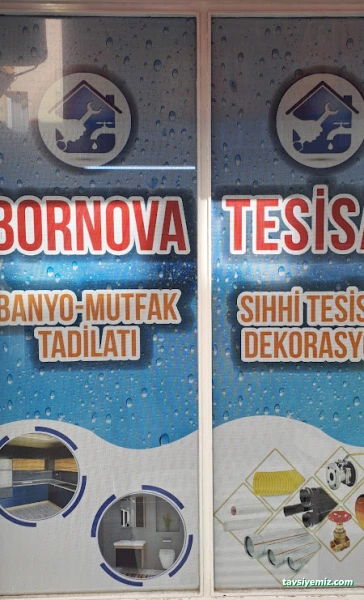 BORNOVA
BANYO-MUTFAK
TADİLATI
TESİSA
SIHHİ TESİS
DEKORASY
tavsiyemiz.com